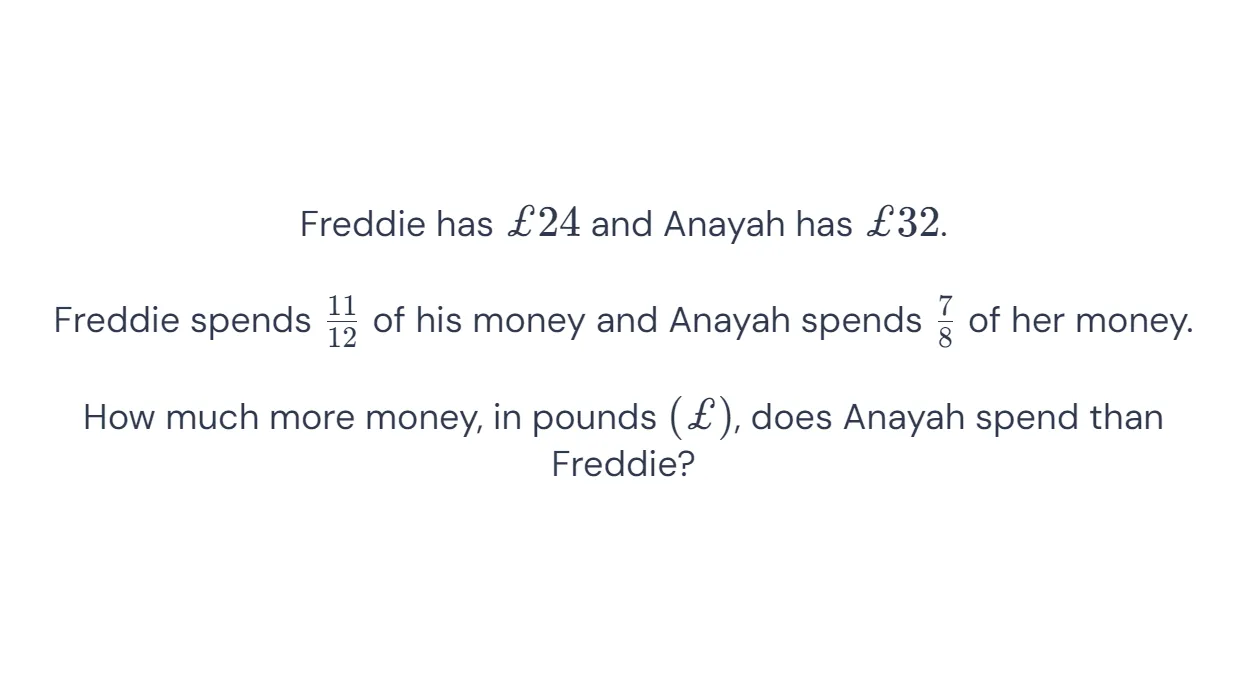 Freddie has £24 and Anayah has £32.
Freddie spends 11/12 of his money and Anayah spends 7/8 of her money.
How much more money, in pounds (£), does Anayah spend than
Freddie?